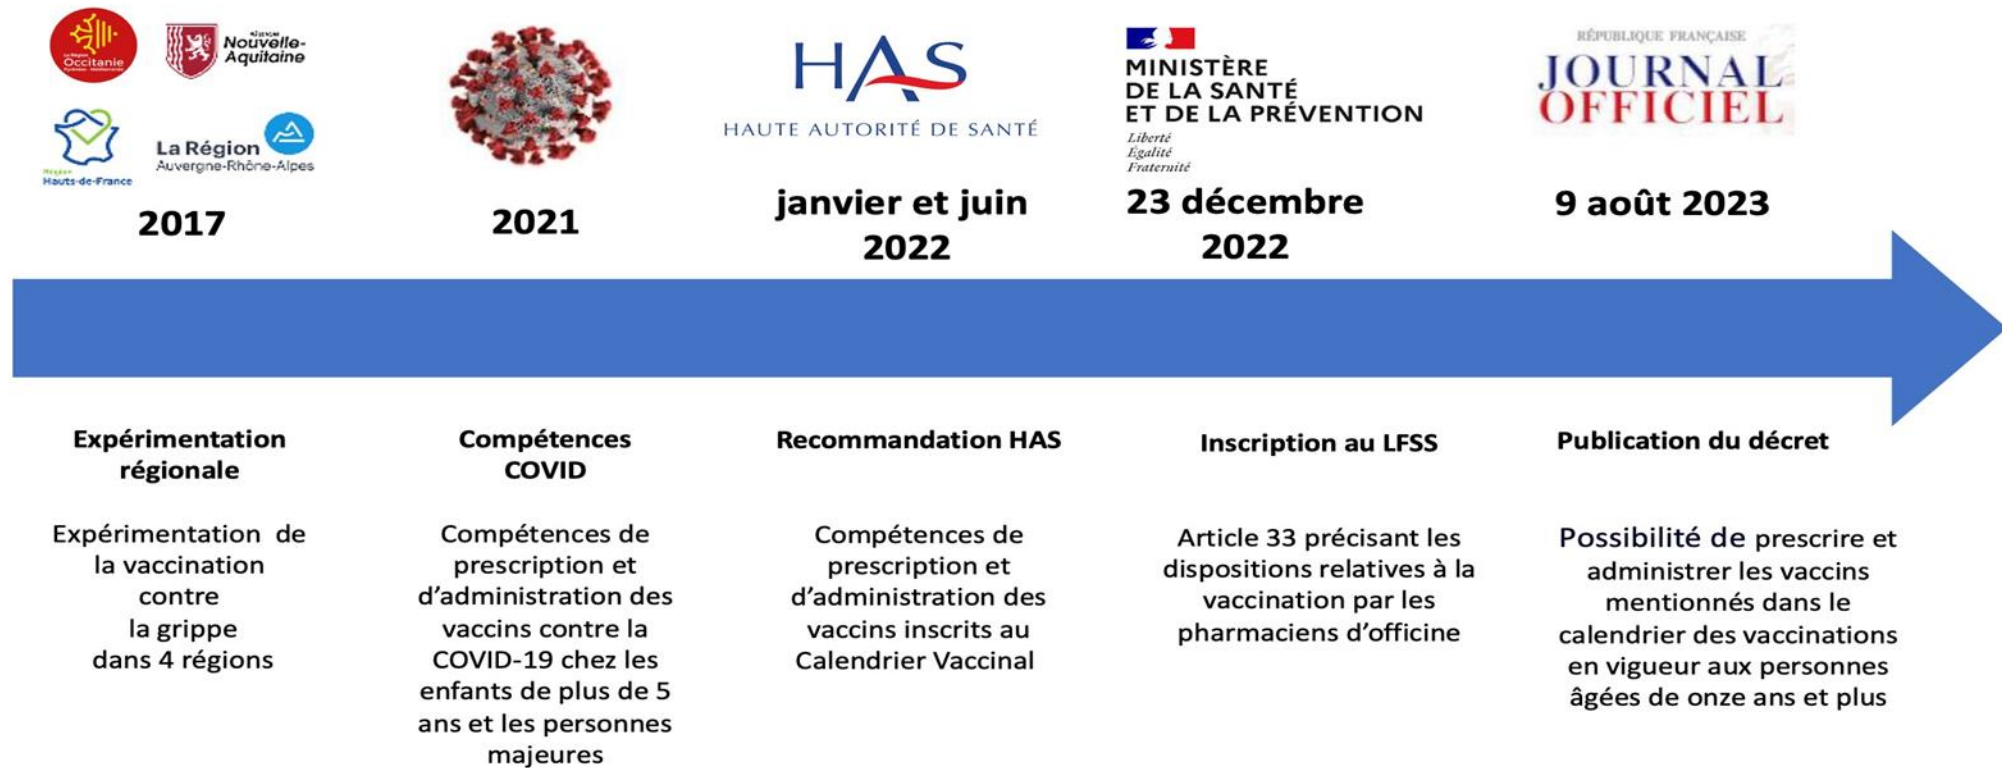 La Région
Occitanie
Pyrénées - Méditerranée
RÉGION
Nouvelle-
Aquitaine
Région
Hauts-de-France
La Région
Auvergne-Rhône-Alpes
2017
2021
HAS
HAUTE AUTORITÉ DE SANTÉ
janvier et juin
2022
MINISTÈRE
DE LA SANTÉ
ET DE LA PRÉVENTION
Liberté
Égalité
Fraternité
23 décembre
2022
RÉPUBLIQUE FRANÇAISE
JOURNAL
OFFICIEL
9 août 2023
Expérimentation
régionale
Expérimentation de
la vaccination
contre
la grippe
dans 4 régions
Compétences
COVID
Compétences de
prescription et
d’administration des
vaccins contre la
COVID-19 chez les
enfants de plus de 5
ans et les personnes
majeures
Recommandation HAS
Compétences de
prescription et
d’administration des
vaccins inscrits au
Calendrier Vaccinal
Inscription au LFSS
Article 33 précisant les
dispositions relatives à la
vaccination par les
pharmaciens d’officine
Publication du décret
Possibilité de prescrire et
administrer les vaccins
mentionnés dans le
calendrier des vaccinations
en vigueur aux personnes
âgées de onze ans et plus